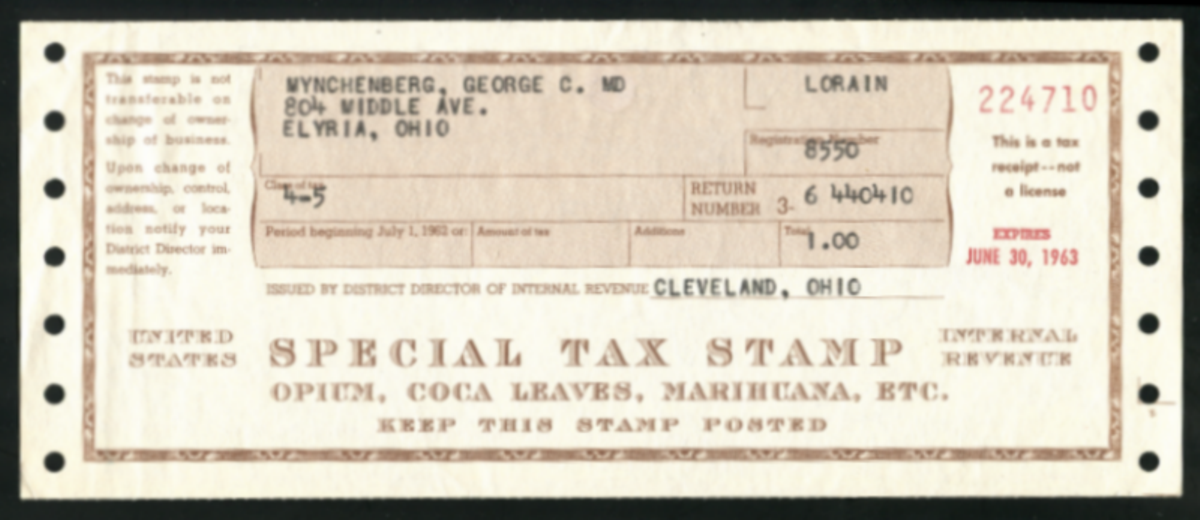 This stamp is not
transferable on
change of owner-
ship of business.
Upon change of
ownership, control,
address, or loca-
tion notify your
District Director im-
mediately.
WYNCHENBERG, GEORGE C. MD
804 MIDDLE AVE.
ELYRIA, OHIO
LORAIN
Registration Number
8550
Class of tax
4-5
RETURN
NUMBER 3- 6 440410
Period beginning July 1, 1962 or
Amount of tax
Additions
Total
1.00
ISSUED BY DISTRICT DIRECTOR OF INTERNAL REVENUE CLEVELAND, OHIO
224710
This is a tax
receipt--not
a license
EXPIRES
JUNE 30, 1963
UNITED
STATES
SPECIAL TAX STAMP
INTERNAL
REVENUE
OPIUM, COCA LEAVES, MARIHUANA, ETC.
KEEP THIS STAMP POSTED